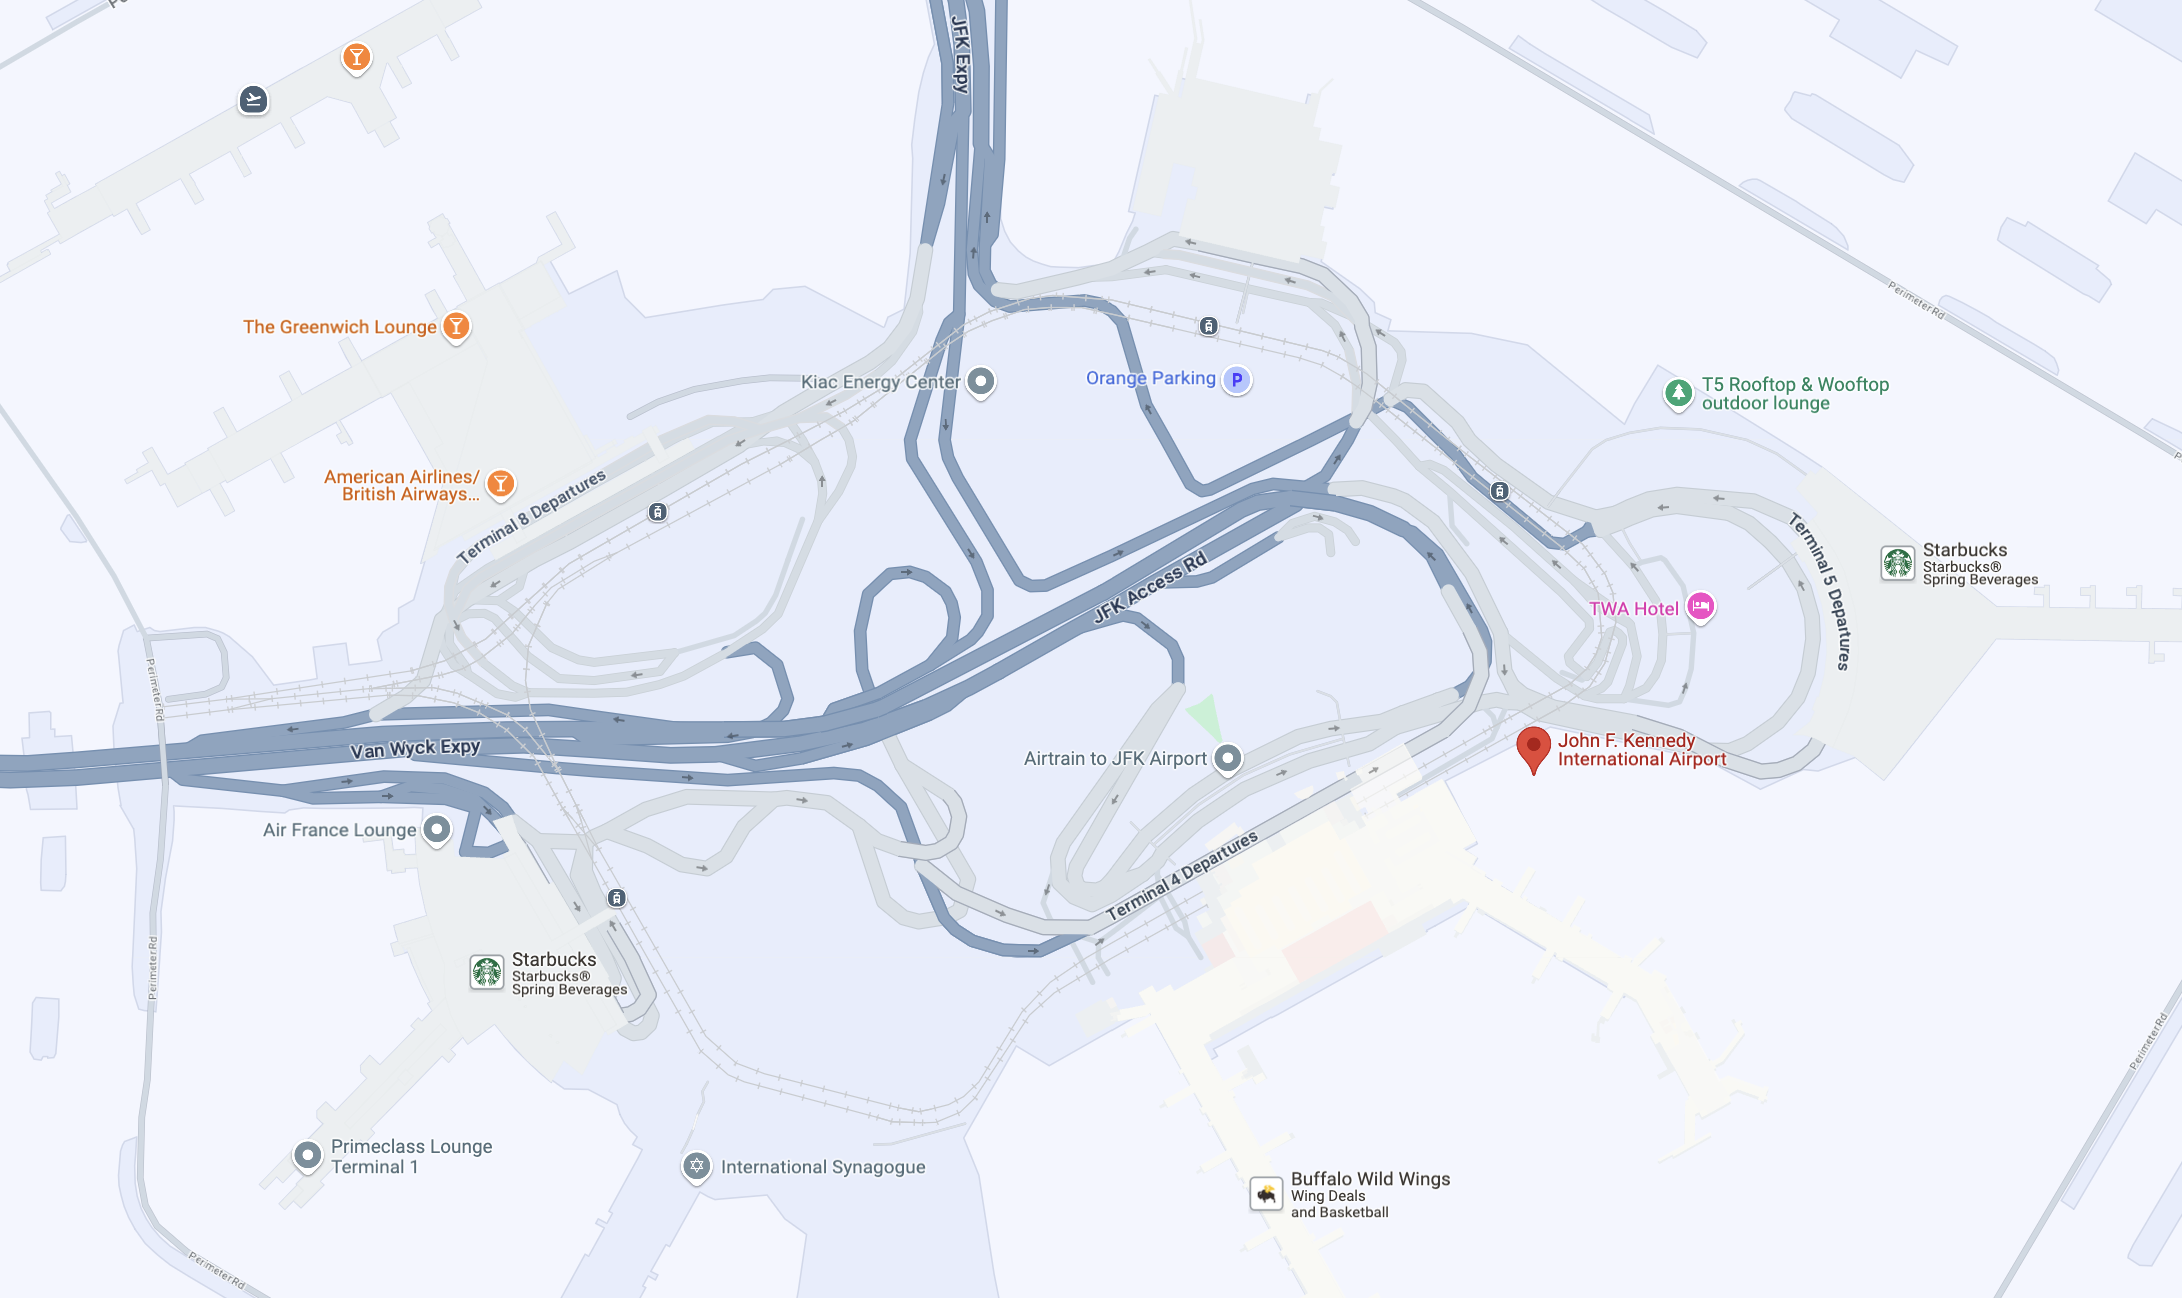 JFK Expy
Perimeter Rd
The Greenwich Lounge
Kiac Energy Center
Orange Parking
P
T5 Rooftop & Wooftop
outdoor lounge
American Airlines/
British Airways...
Terminal 8 Departures
Terminal 5 Departures
Starbucks
Starbucks®
Spring Beverages
JFK Access Rd
TWA Hotel
Perimeter Rd
Van Wyck Expy
Airtrain to JFK Airport
John F. Kennedy
International Airport
Air France Lounge
Terminal 4 Departures
Perimeter Rd
Starbucks
Starbucks®
Spring Beverages
Perimeter Rd
Primeclass Lounge
Terminal 1
International Synagogue
Buffalo Wild Wings
Wing Deals
and Basketball
Perimeter Rd